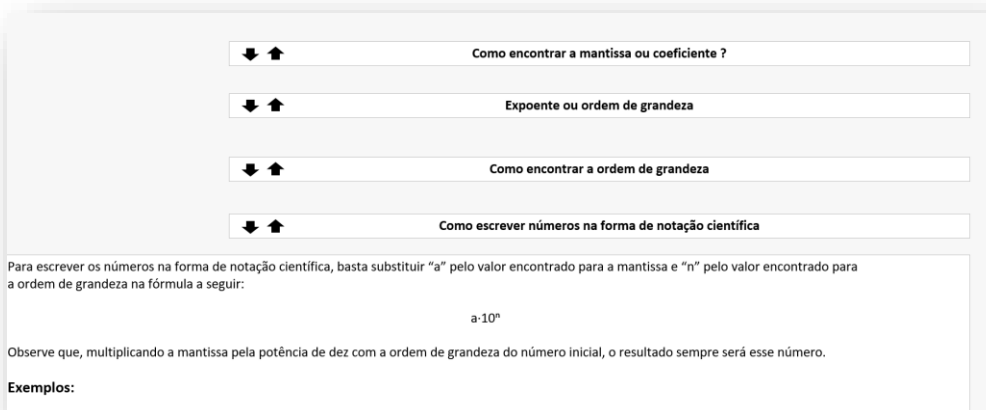 Como encontrar a mantissa ou coeficiente ?
Expoente ou ordem de grandeza
Como encontrar a ordem de grandeza
Como escrever números na forma de notação científica
Para escrever os números na forma de notação científica, basta substituir “a” pelo valor encontrado para a mantissa e “n” pelo valor encontrado para
a ordem de grandeza na fórmula a seguir:
a·10ⁿ
Observe que, multiplicando a mantissa pela potência de dez com a ordem de grandeza do número inicial, o resultado sempre será esse número.
Exemplos: